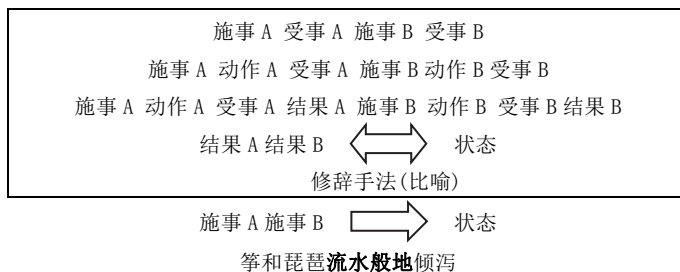 施事 A 受事 A 施事 B 受事 B
施事 A 动作 A 受事 A 施事 B 动作 B 受事 B
施事 A 动作 A 受事 A 结果 A 施事 B 动作 B 受事 B 结果 B
结果 A 结果 B 状态
修辞手法(比喻)
施事 A 施事 B 状态
筝和琵琶流水般地倾泻